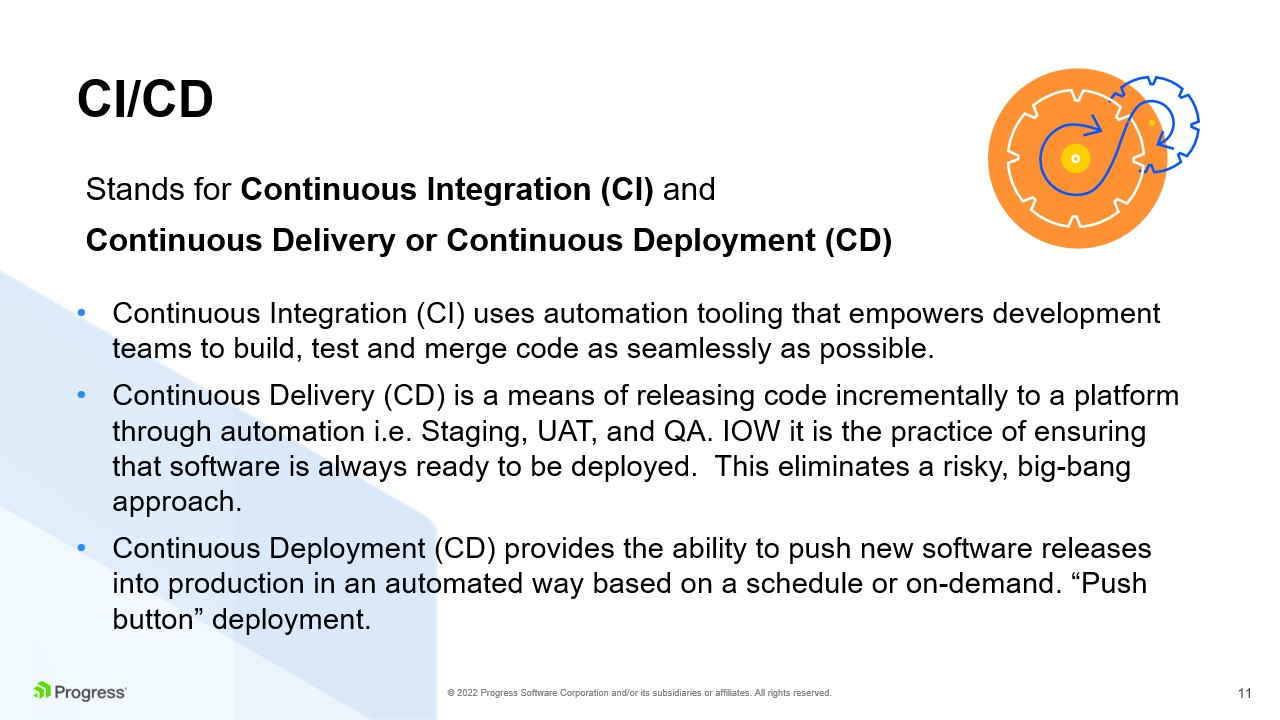 CI/CD
Stands for Continuous Integration (CI) and
Continuous Delivery or Continuous Deployment (CD)
• Continuous Integration (CI) uses automation tooling that empowers development
teams to build, test and merge code as seamlessly as possible.
• Continuous Delivery (CD) is a means of releasing code incrementally to a platform
through automation i.e. Staging, UAT, and QA. IOW it is the practice of ensuring
that software is always ready to be deployed.  This eliminates a risky, big-bang
approach.
• Continuous Deployment (CD) provides the ability to push new software releases
into production in an automated way based on a schedule or on-demand. “Push
button” deployment.
Progress
© 2022 Progress Software Corporation and/or its subsidiaries or affiliates. All rights reserved.
11